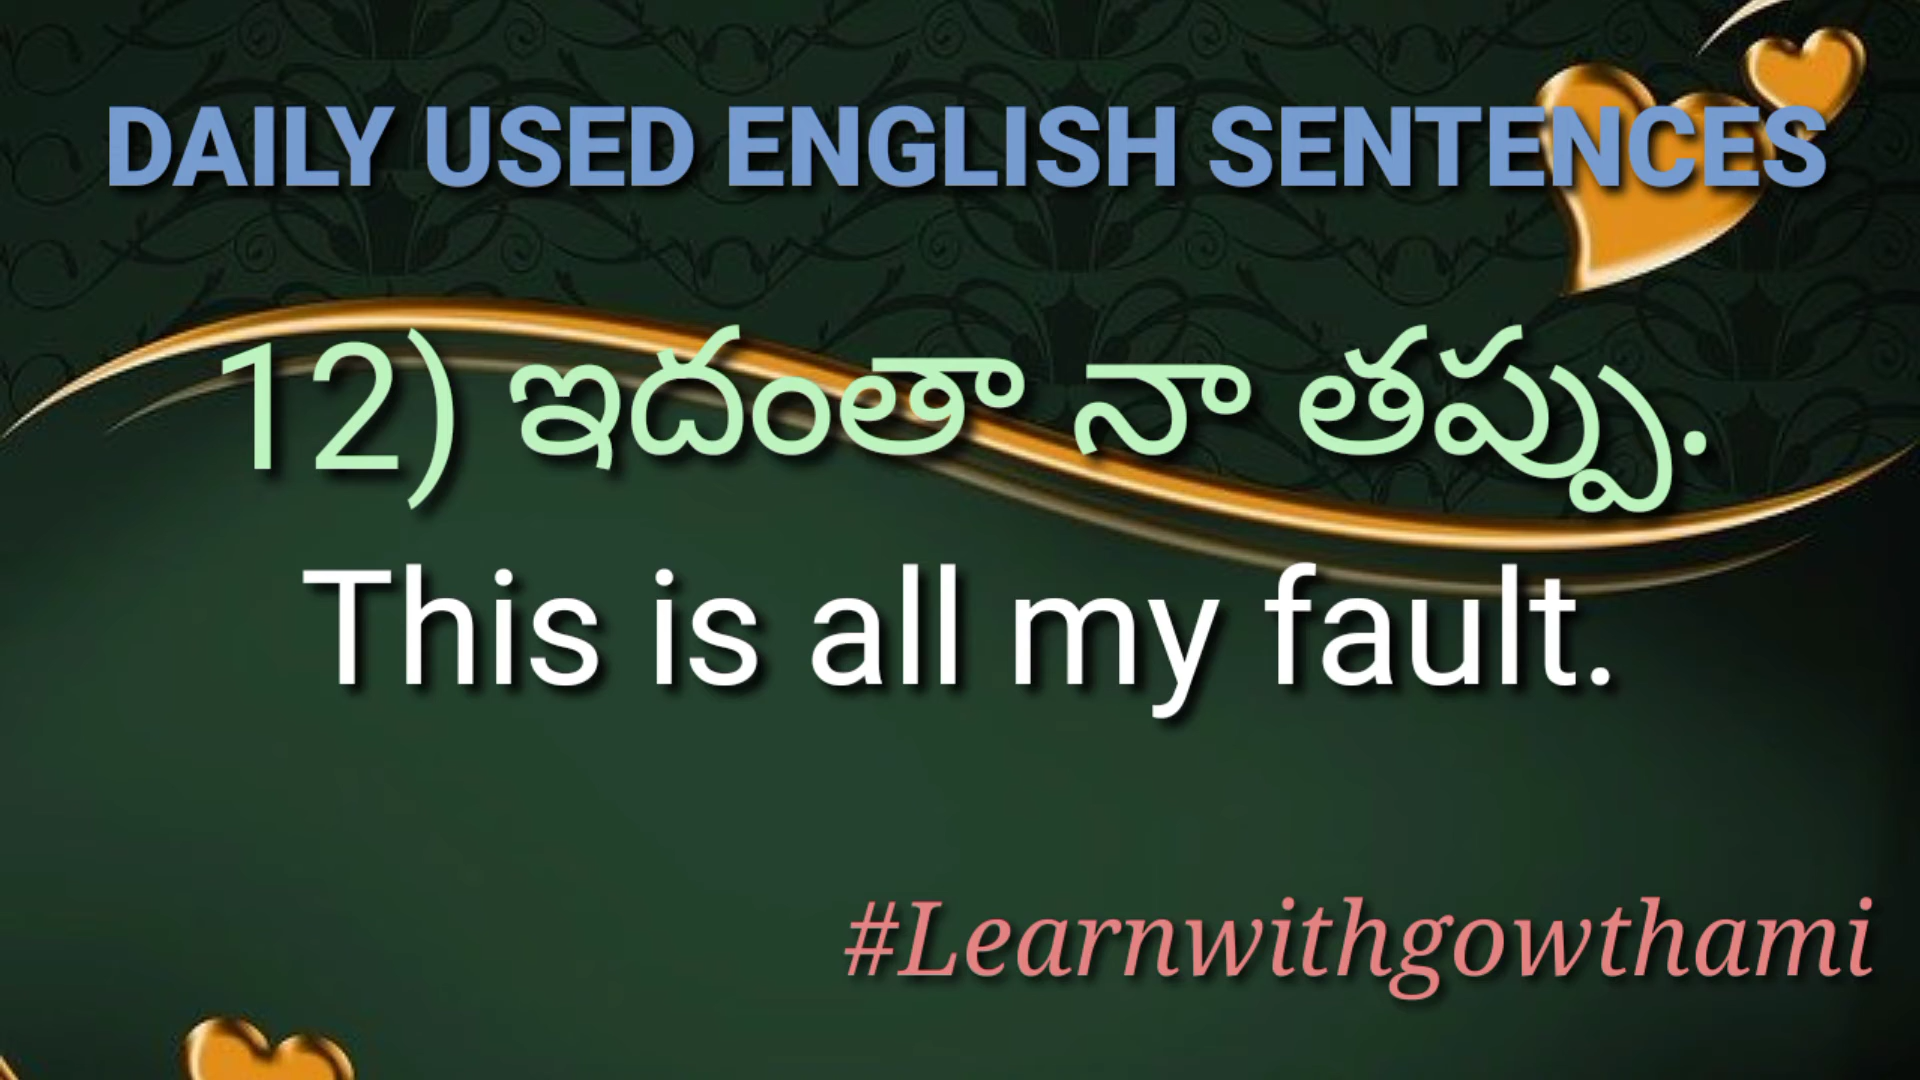 DAILY USED ENGLISH SENTENCES
12) ఇదంతా నా తప్పు.
This is all my fault.
#Learnwithgowthami